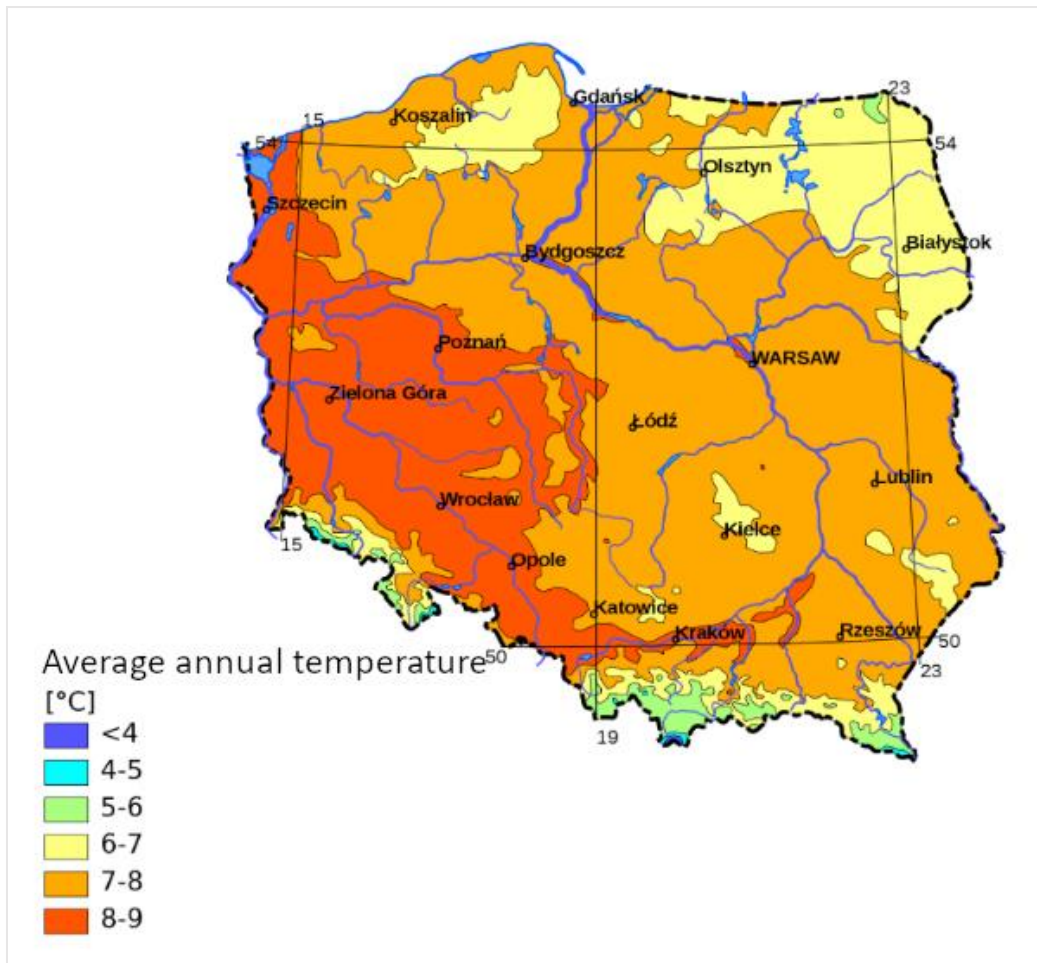 Gdańsk
23
Koszalin
15
54
54
Olsztyn
Szczecin
Białystok
Bydgoszcz
Poznań
WARSAW
Zielona Góra
Łódź
Lublin
Wrocław
Kielce
15
Opole
Katowice
Kraków
Rzeszów
50
50
23
19
Average annual temperature
[°C]
<4
4-5
5-6
6-7
7-8
8-9